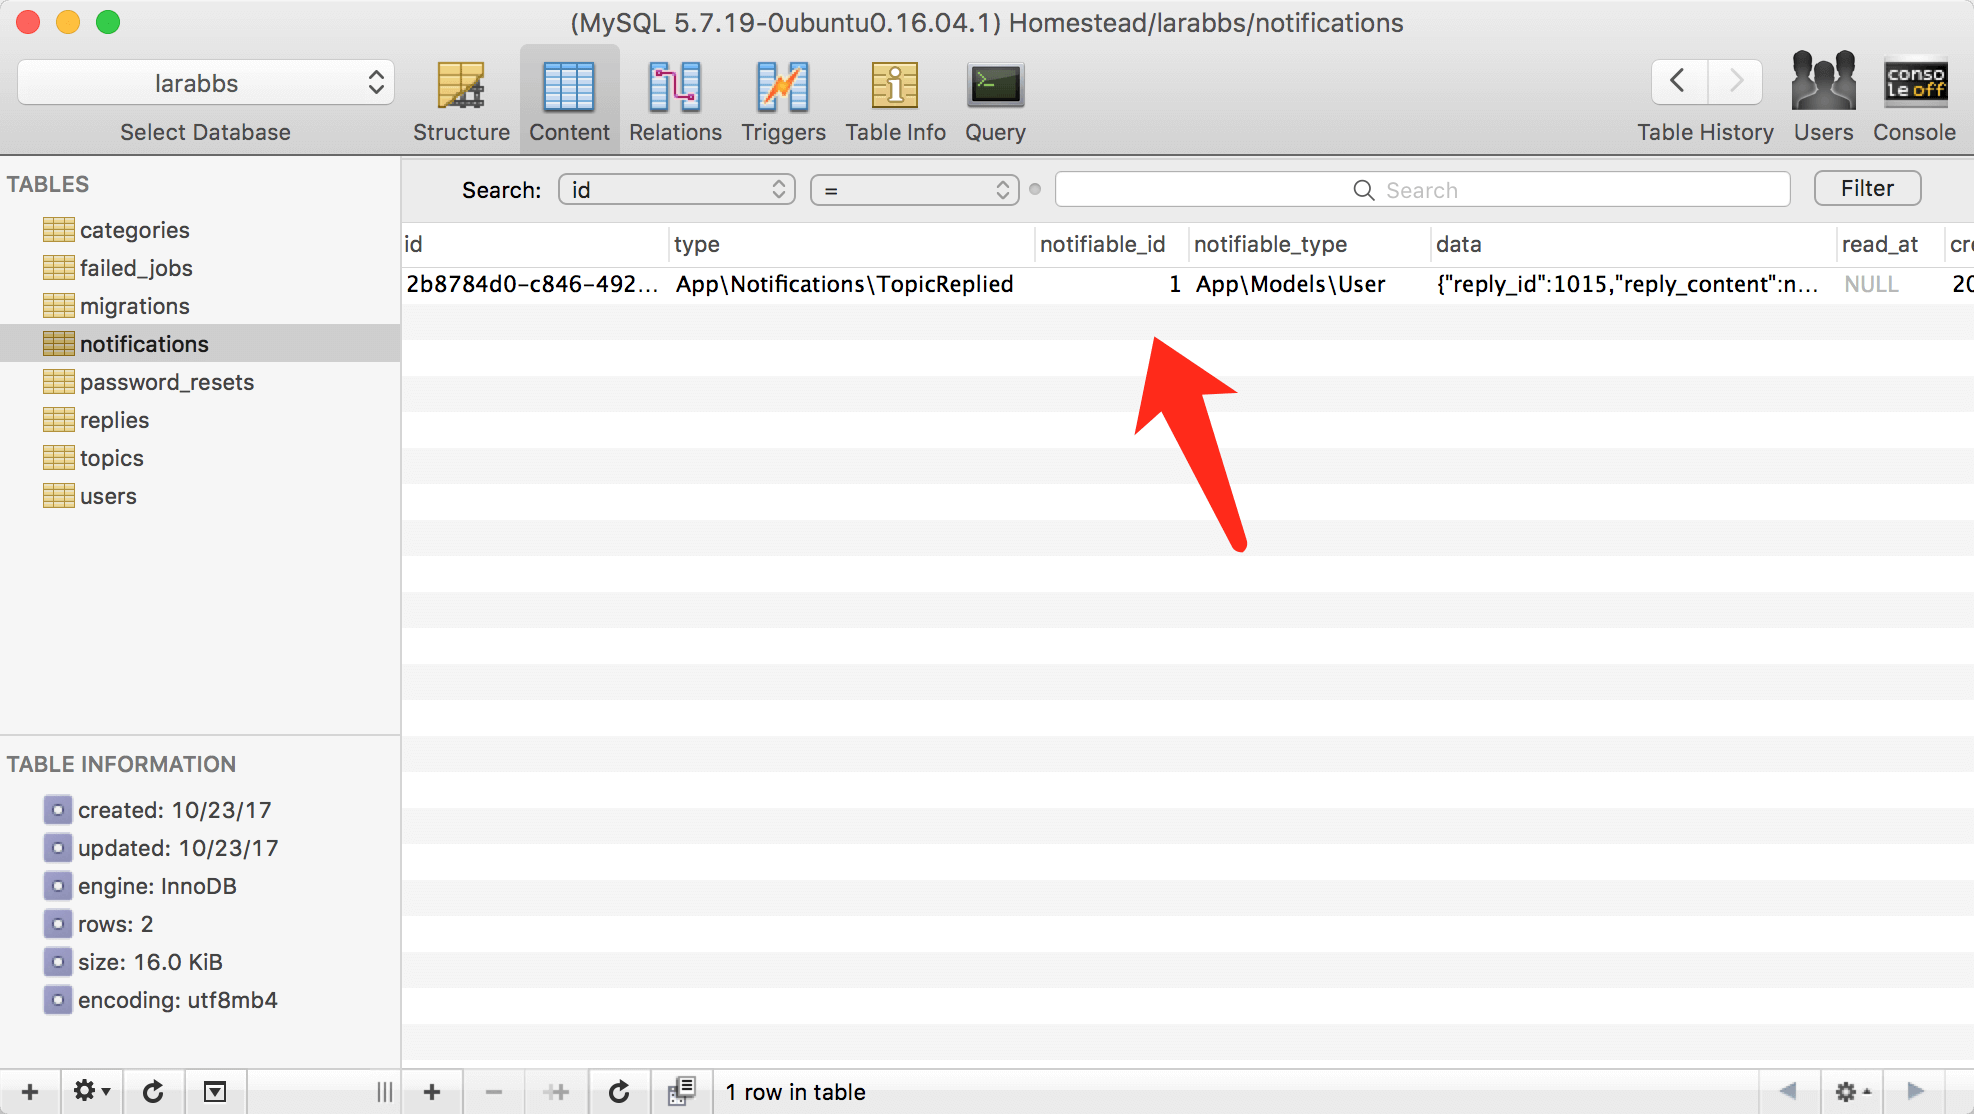 (MySQL 5.7.19-0ubuntu0.16.04.1) Homestead/larabbs/notifications
larabbs
Select Database
Structure
Content
Relations
Triggers
Table Info
Query
Table History
Users
conso
le off
Console
TABLES
categories
failed_jobs
migrations
notifications
password_resets
replies
topics
users
Search: id = Search Filter
id type notifiable_id notifiable_type data read_at cre
2b8784d0-c846-492... App\Notifications\TopicReplied 1 App\Models\User {"reply_id":1015,"reply_content":n... NULL 20
TABLE INFORMATION
created: 10/23/17
updated: 10/23/17
engine: InnoDB
rows: 2
size: 16.0 KiB
encoding: utf8mb4
1 row in table